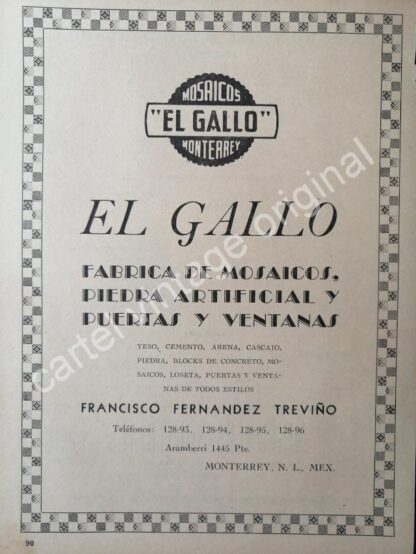 MOSAICOS
"EL GALLO"
MONTERREY
EL GALLO
FABRICA DE MOSAICOS,
PIEDRA ARTIFICIAL Y
PUERTAS Y VENTANAS
YESO, CEMENTO, ARENA, CASCAJO,
PIEDRA, BLOCKS DE CONCRETO, MO-
SAICOS, LOSETA, PUERTAS Y VENTA-
NAS DE TODOS ESTILOS
FRANCISCO FERNANDEZ TREVIÑO
Teléfonos: 128-93, 128-94, 128-95, 128-96
Aramberri 1445 Pte.
MONTERREY, N. L., MEX.
90
cartel vintage original